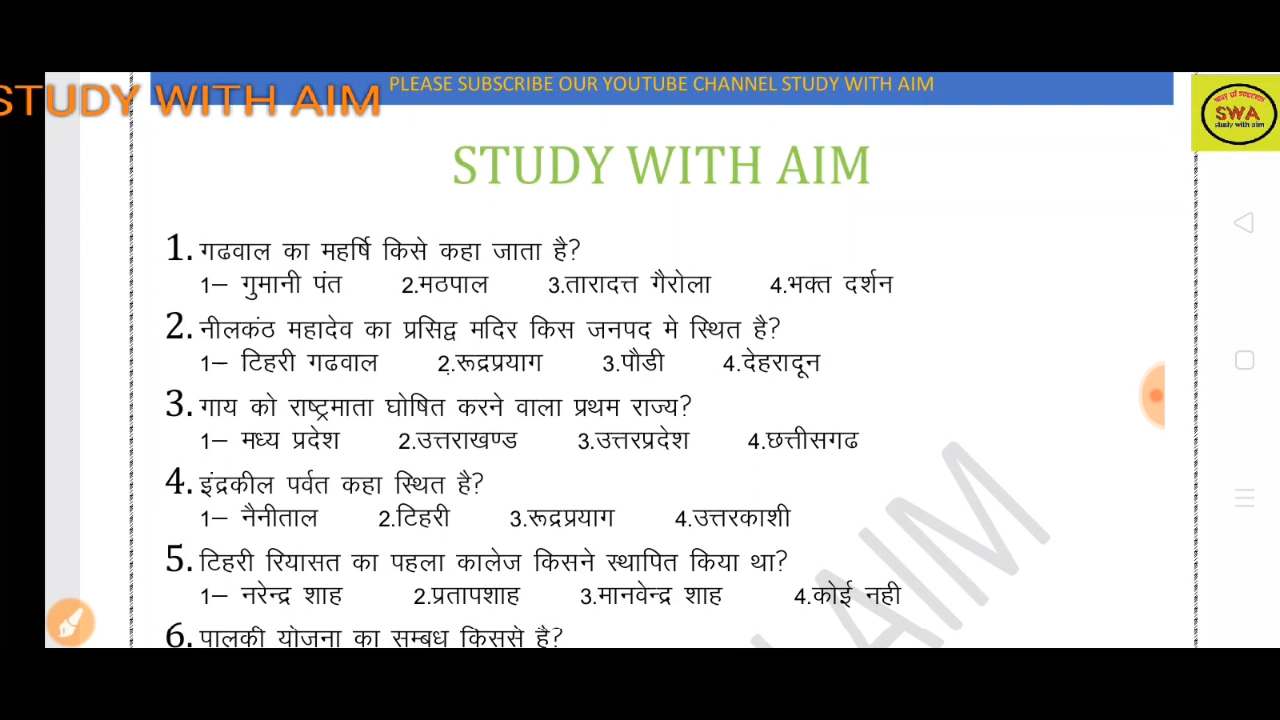 PLEASE SUBSCRIBE OUR YOUTUBE CHANNEL STUDY WITH AIM
STUDY WITH AIM
SWA
study with aim
STUDY WITH AIM
1. गढवाल का महर्षि किसे कहा जाता है?
1– गुमानी पंत 2.मठपाल 3.तारादत्त गैरोला 4.भक्त दर्शन
2. नीलकंठ महादेव का प्रसिद्व मदिर किस जनपद मे स्थित है?
1– टिहरी गढवाल 2.रूद्रप्रयाग 3.पौडी 4.देहरादून
3. गाय को राष्ट्रमाता घोषित करने वाला प्रथम राज्य?
1– मध्य प्रदेश 2.उत्तराखण्ड 3.उत्तरप्रदेश 4.छत्तीसगढ
4. इंद्रकील पर्वत कहा स्थित है?
1– नैनीताल 2.टिहरी 3.रूद्रप्रयाग 4.उत्तरकाशी
5. टिहरी रियासत का पहला कालेज किसने स्थापित किया था?
1– नरेन्द्र शाह 2.प्रतापशाह 3.मानवेन्द्र शाह 4.कोई नही
6. पालकी योजना का सम्बध किससे है?
AIM